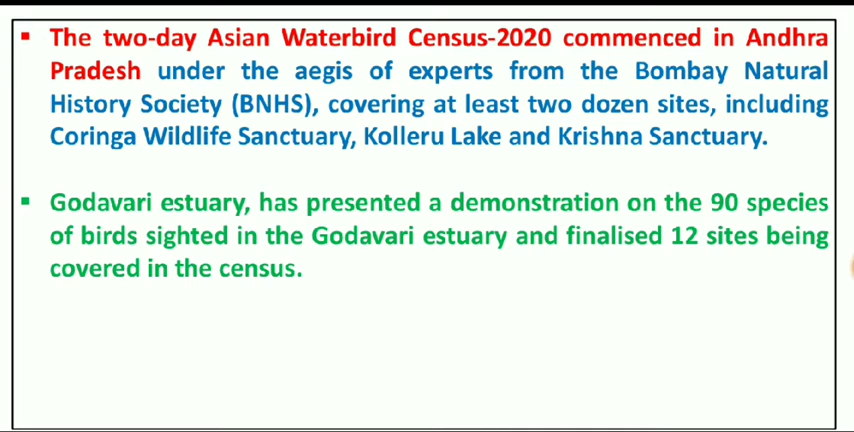 ▪ The two-day Asian Waterbird Census-2020 commenced in Andhra
Pradesh under the aegis of experts from the Bombay Natural
History Society (BNHS), covering at least two dozen sites, including
Coringa Wildlife Sanctuary, Kolleru Lake and Krishna Sanctuary.
▪ Godavari estuary, has presented a demonstration on the 90 species
of birds sighted in the Godavari estuary and finalised 12 sites being
covered in the census.